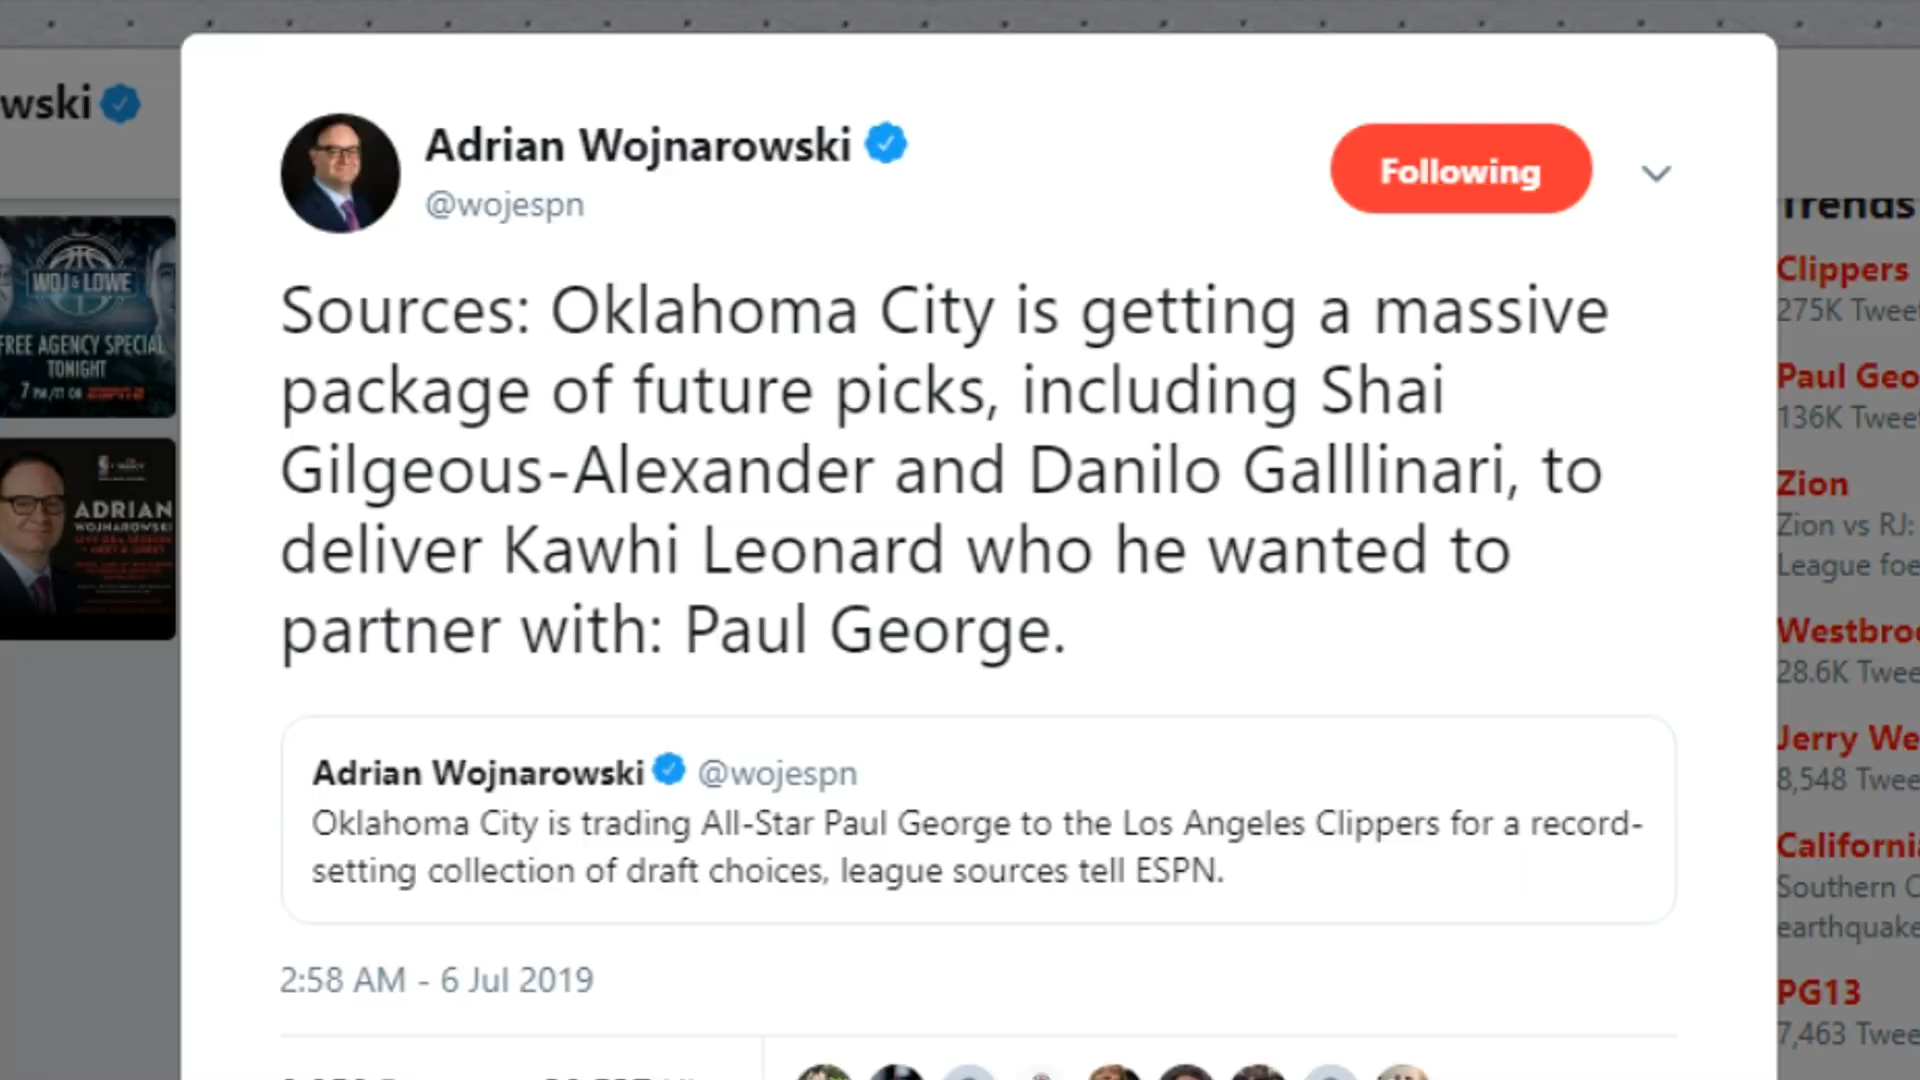 wski
WOJ & LOWE
FREE AGENCY SPECIAL
TONIGHT
ADRIAN
WOJNAROWSKI
Adrian Wojnarowski
@wojespn
Following
Sources: Oklahoma City is getting a massive
package of future picks, including Shai
Gilgeous-Alexander and Danilo Galllinari, to
deliver Kawhi Leonard who he wanted to
partner with: Paul George.
Adrian Wojnarowski @wojespn
Oklahoma City is trading All-Star Paul George to the Los Angeles Clippers for a record-
setting collection of draft choices, league sources tell ESPN.
2:58 AM - 6 Jul 2019
Trends
Clippers
275K Tweet
Paul Geo
136K Tweet
Zion
Zion vs RJ:
League foe
Westbroo
28.6K Twee
Jerry We
8,548 Twee
California
Southern C
earthquake
PG13
7,463 Twee